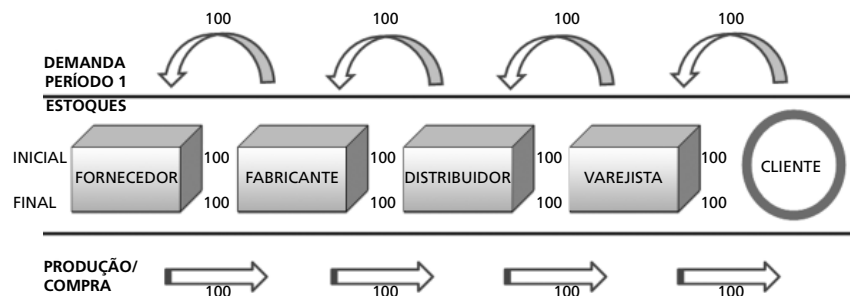 100 100 100 100
DEMANDA
PERÍODO 1
ESTOQUES
INICIAL 100 100 100 100
FORNECEDOR FABRICANTE DISTRIBUIDOR VAREJISTA CLIENTE
FINAL 100 100 100 100
PRODUÇÃO/
COMPRA
100 100 100 100